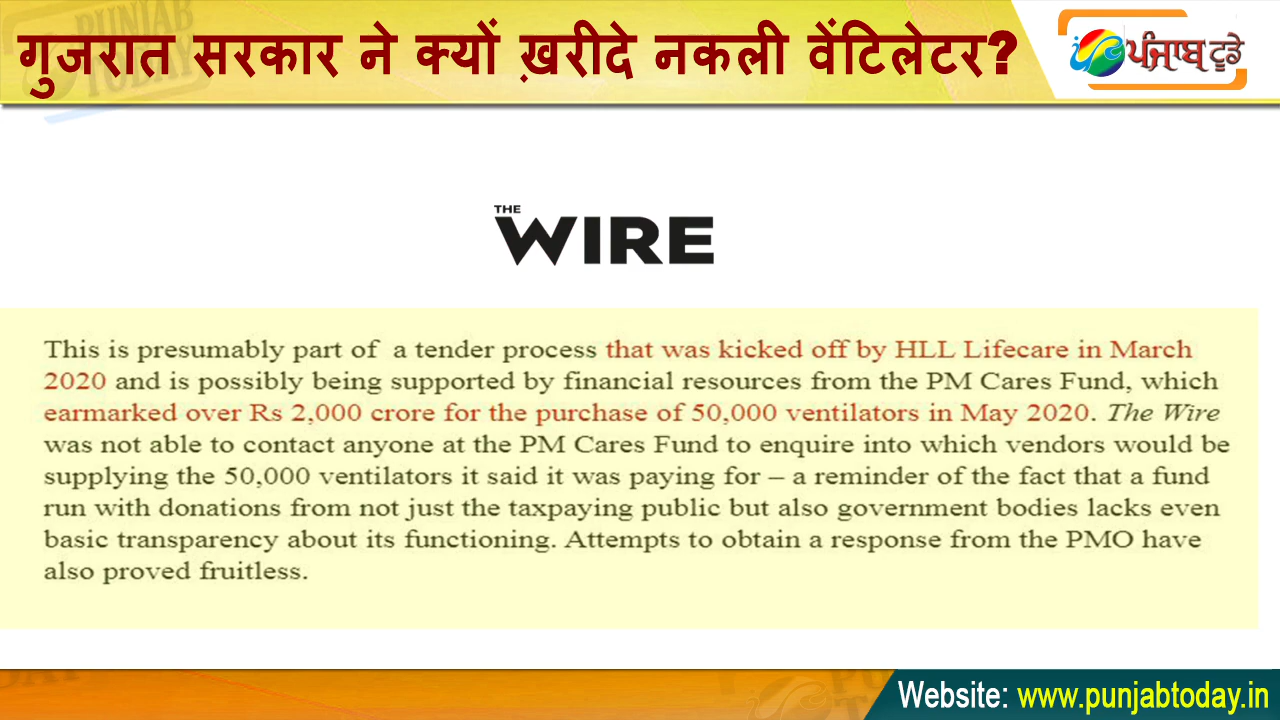 गुजरात सरकार ने क्यों ख़रीदे नकली वेंटिलेटर?
ਪੰਜਾਬ ਟੂਡੇ
PUNJAB
TODAY
THE
WIRE
This is presumably part of a tender process that was kicked off by HLL Lifecare in March
2020 and is possibly being supported by financial resources from the PM Cares Fund, which
earmarked over Rs 2,000 crore for the purchase of 50,000 ventilators in May 2020. The Wire
was not able to contact anyone at the PM Cares Fund to enquire into which vendors would be
supplying the 50,000 ventilators it said it was paying for – a reminder of the fact that a fund
run with donations from not just the taxpaying public but also government bodies lacks even
basic transparency about its functioning. Attempts to obtain a response from the PMO have
also proved fruitless.
Website: www.punjabtoday.in